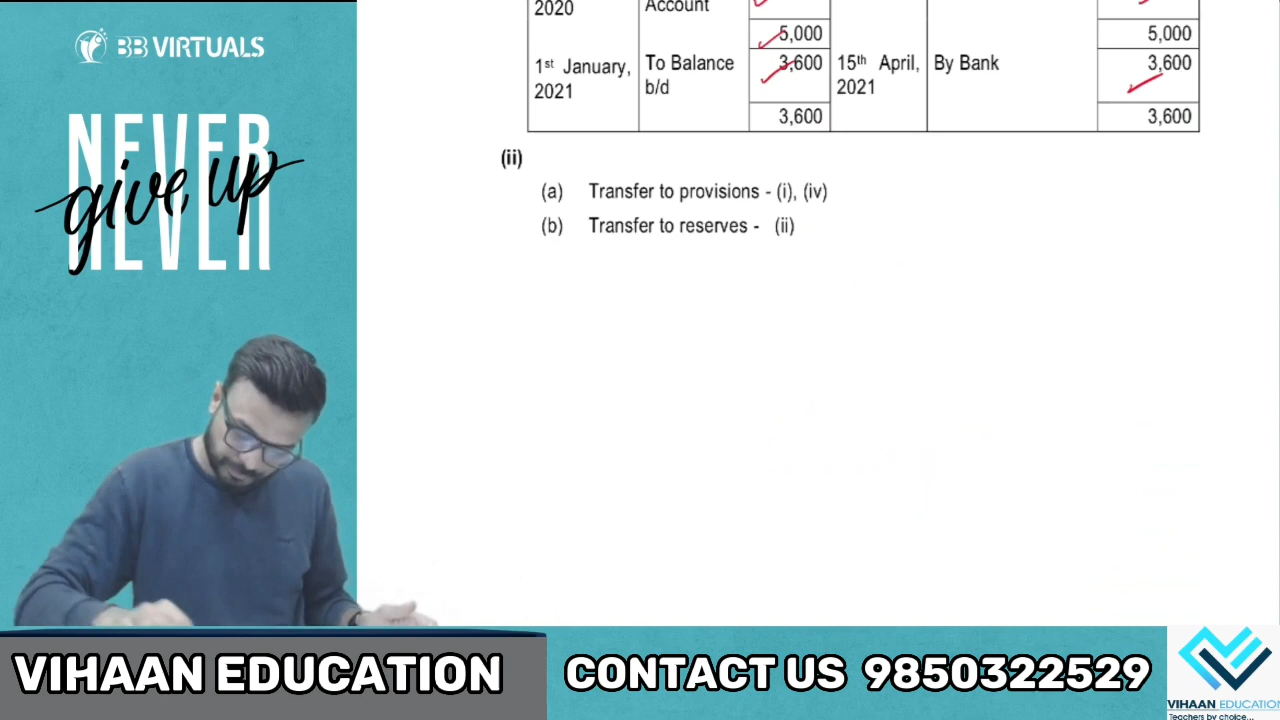 BB VIRTUALS
NEVER
give up
NEVER
2020
Account
5,000
5,000
1st January, 2021
To Balance b/d
3,600
15th April, 2021
By Bank
3,600
3,600
3,600
(ii)
(a) Transfer to provisions - (i), (iv)
(b) Transfer to reserves - (ii)
VIHAAN EDUCATION
CONTACT US 9850322529
VIHAAN EDUCATION
Teachers by choice...